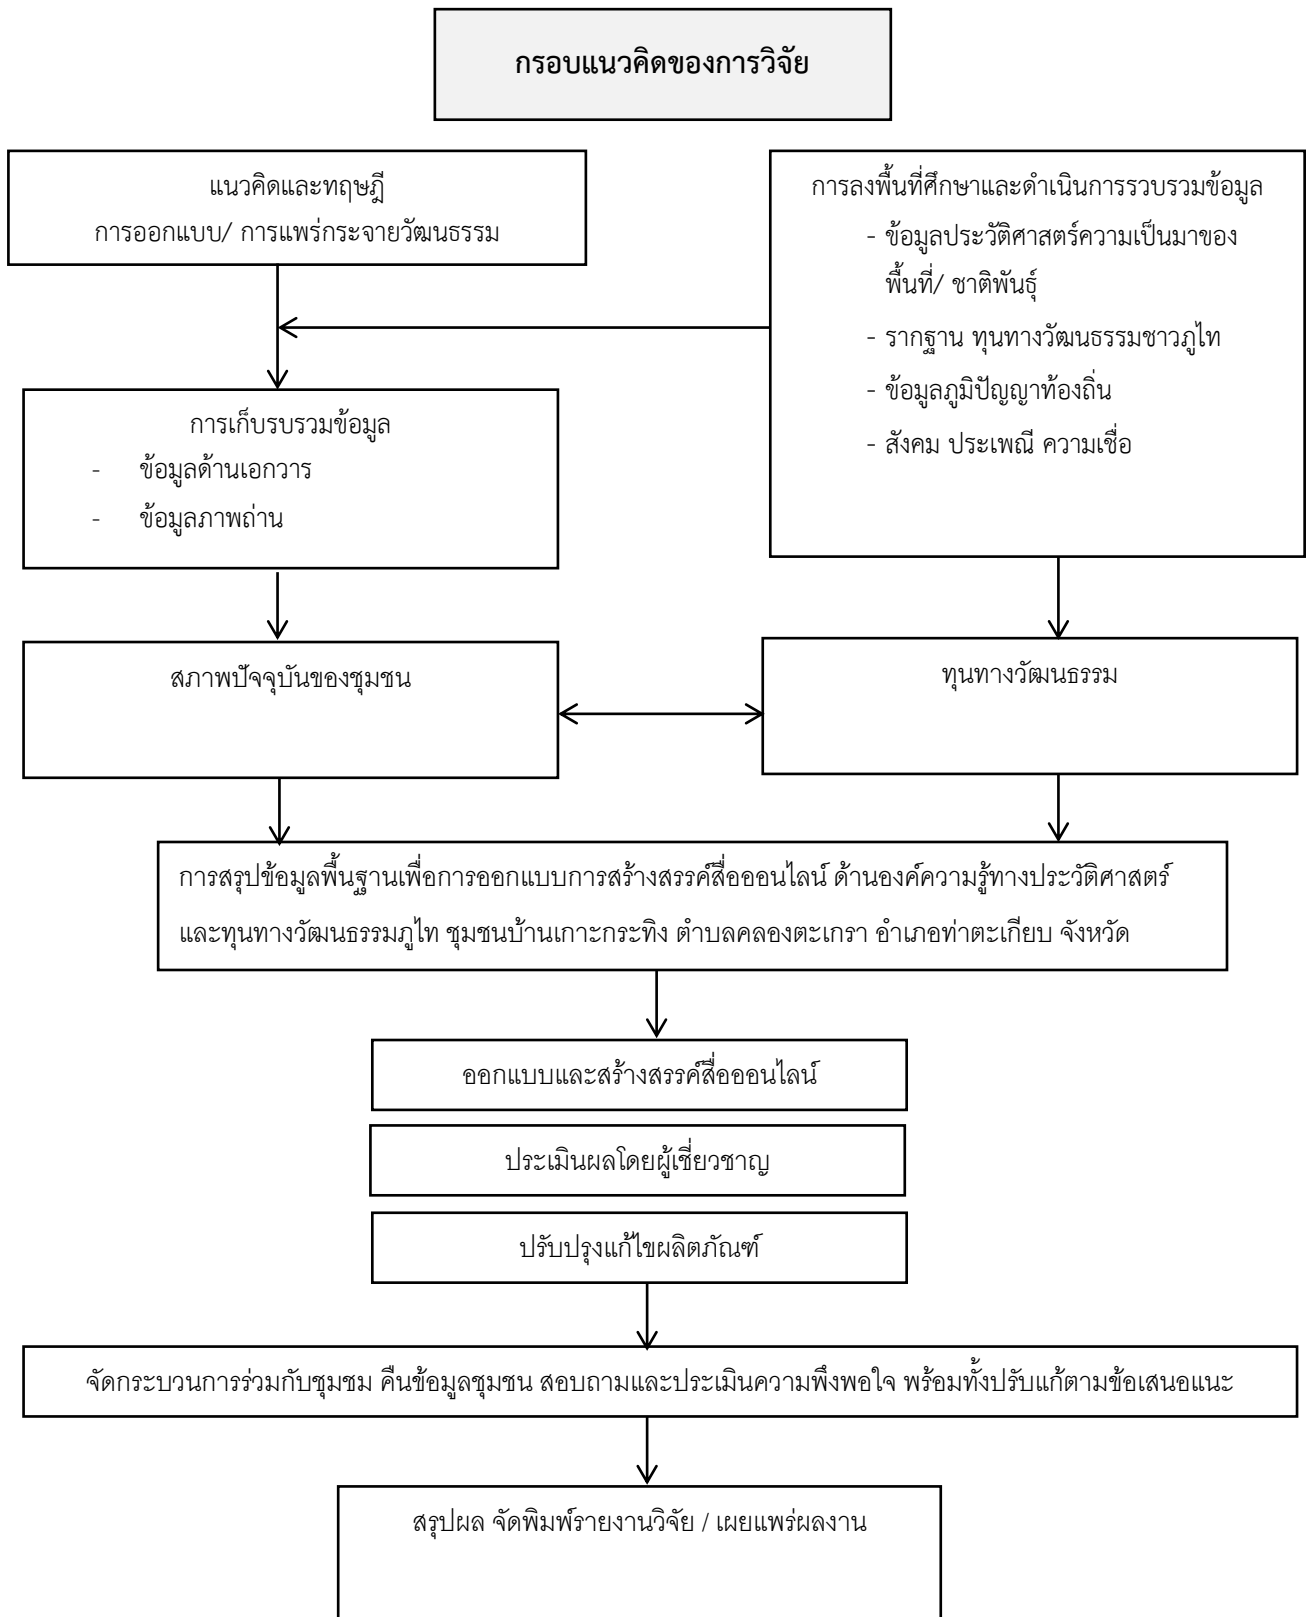 กรอบแนวคิดของการวิจัย
แนวคิดและทฤษฎี
การออกแบบ/ การแพร่กระจายวัฒนธรรม
การลงพื้นที่ศึกษาและดำเนินการรวบรวมข้อมูล
- ข้อมูลประวัติศาสตร์ความเป็นมาของ
พื้นที่/ ชาติพันธุ์
- รากฐาน ทุนทางวัฒนธรรมชาวภูไท
- ข้อมูลภูมิปัญญาท้องถิ่น
- สังคม ประเพณี ความเชื่อ
การเก็บรบรวมข้อมูล
- ข้อมูลด้านเอกวาร
- ข้อมูลภาพถ่าน
สภาพปัจจุบันของชุมชน
ทุนทางวัฒนธรรม
การสรุปข้อมูลพื้นฐานเพื่อการออกแบบการสร้างสรรค์สื่อออนไลน์ ด้านองค์ความรู้ทางประวัติศาสตร์
และทุนทางวัฒนธรรมภูไท ชุมชนบ้านเกาะกระทิง ตำบลคลองตะเกรา อำเภอท่าตะเกียบ จังหวัด
ออกแบบและสร้างสรรค์สื่อออนไลน์
ประเมินผลโดยผู้เชี่ยวชาญ
ปรับปรุงแก้ไขผลิตภัณฑ์
จัดกระบวนการร่วมกับชุมชม คืนข้อมูลชุมชน สอบถามและประเมินความพึงพอใจ พร้อมทั้งปรับแก้ตามข้อเสนอแนะ
สรุปผล จัดพิมพ์รายงานวิจัย / เผยแพร่ผลงาน